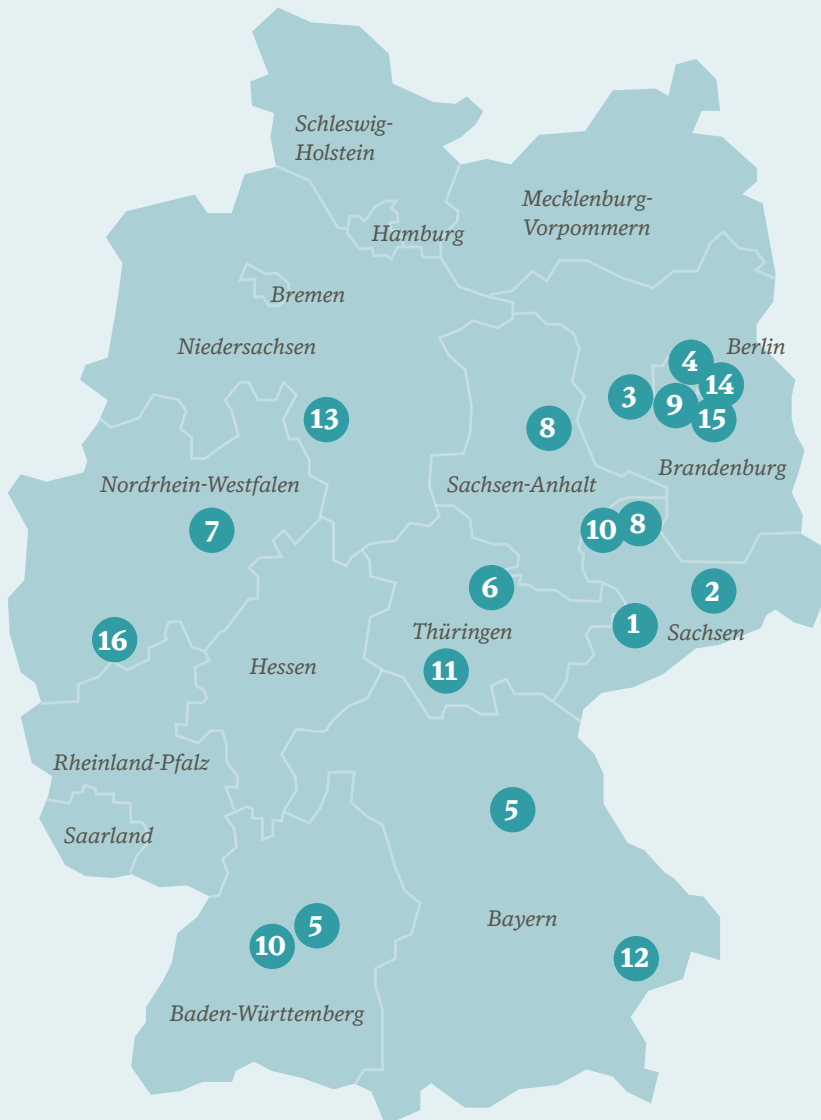 Schleswig-
Holstein
Mecklenburg-
Vorpommern
Hamburg
Bremen
Niedersachsen
Berlin
4
14
3
9
15
13
8
Brandenburg
Nordrhein-Westfalen
Sachsen-Anhalt
7
10
8
6
2
1
Thüringen
Sachsen
16
Hessen
11
Rheinland-Pfalz
5
Saarland
Bayern
5
10
12
Baden-Württemberg